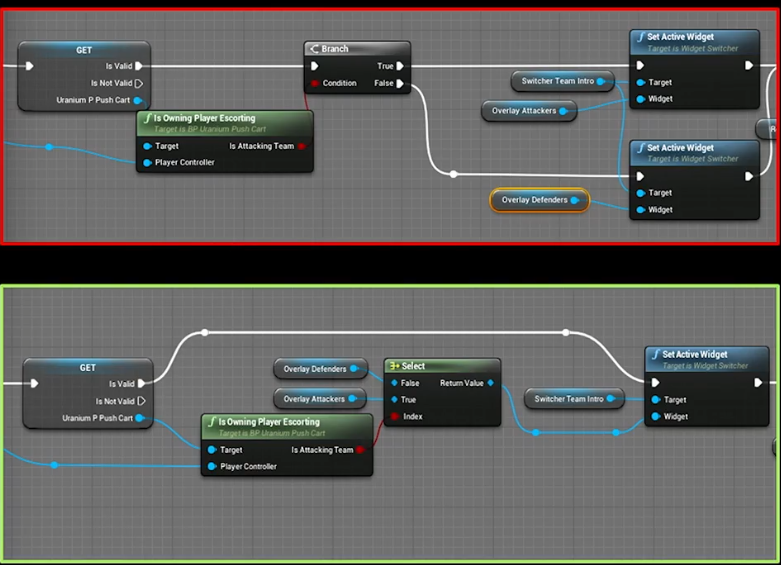 GET
Is Valid
Is Not Valid
Uranium P Push Cart
Is Owning Player Escorting
Target is BP Uranium Push Cart
Target Is Attacking Team
Player Controller
Branch
True
Condition False
Switcher Team Intro
Overlay Attackers
Set Active Widget
Target is Widget Switcher
Target
Widget
Overlay Defenders
Set Active Widget
Target is Widget Switcher
Target
Widget
GET
Is Valid
Is Not Valid
Uranium P Push Cart
Is Owning Player Escorting
Target is BP Uranium Push Cart
Target Is Attacking Team
Player Controller
Overlay Defenders
Overlay Attackers
Select
False Return Value
True
Index
Switcher Team Intro
Set Active Widget
Target is Widget Switcher
Target
Widget